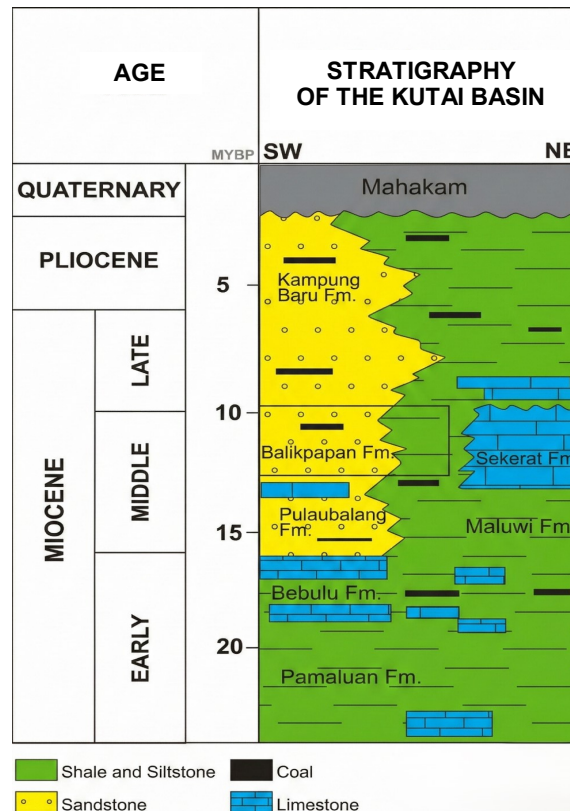 AGE
STRATIGRAPHY
OF THE KUTAI BASIN
MYBP
SW
NE
QUATERNARY
Mahakam
PLIOCENE
5
Kampung
Baru Fm.
MIOCENE
LATE
10
MIDDLE
Balikpapan Fm.
Sekerat Fm
Pulaubalang
Fm.
15
Maluwi Fm
EARLY
Bebulu Fm.
20
Pamaluan Fm.
Shale and Siltstone
Coal
Sandstone
Limestone